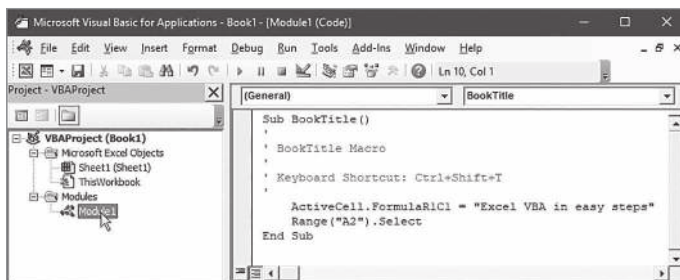 Microsoft Visual Basic for Applications - Book1 - [Module1 (Code)]
File Edit View Insert Format Debug Run Tools Add-Ins Window Help
Ln 10, Col 1
Project - VBAProject
(General) BookTitle
VBAProject (Book1)
Microsoft Excel Objects
Sheet1 (Sheet1)
ThisWorkbook
Modules
Module1
Sub BookTitle()
'
' BookTitle Macro
'
' Keyboard Shortcut: Ctrl+Shift+T
'
ActiveCell.FormulaR1C1 = "Excel VBA in easy steps"
Range("A2").Select
End Sub